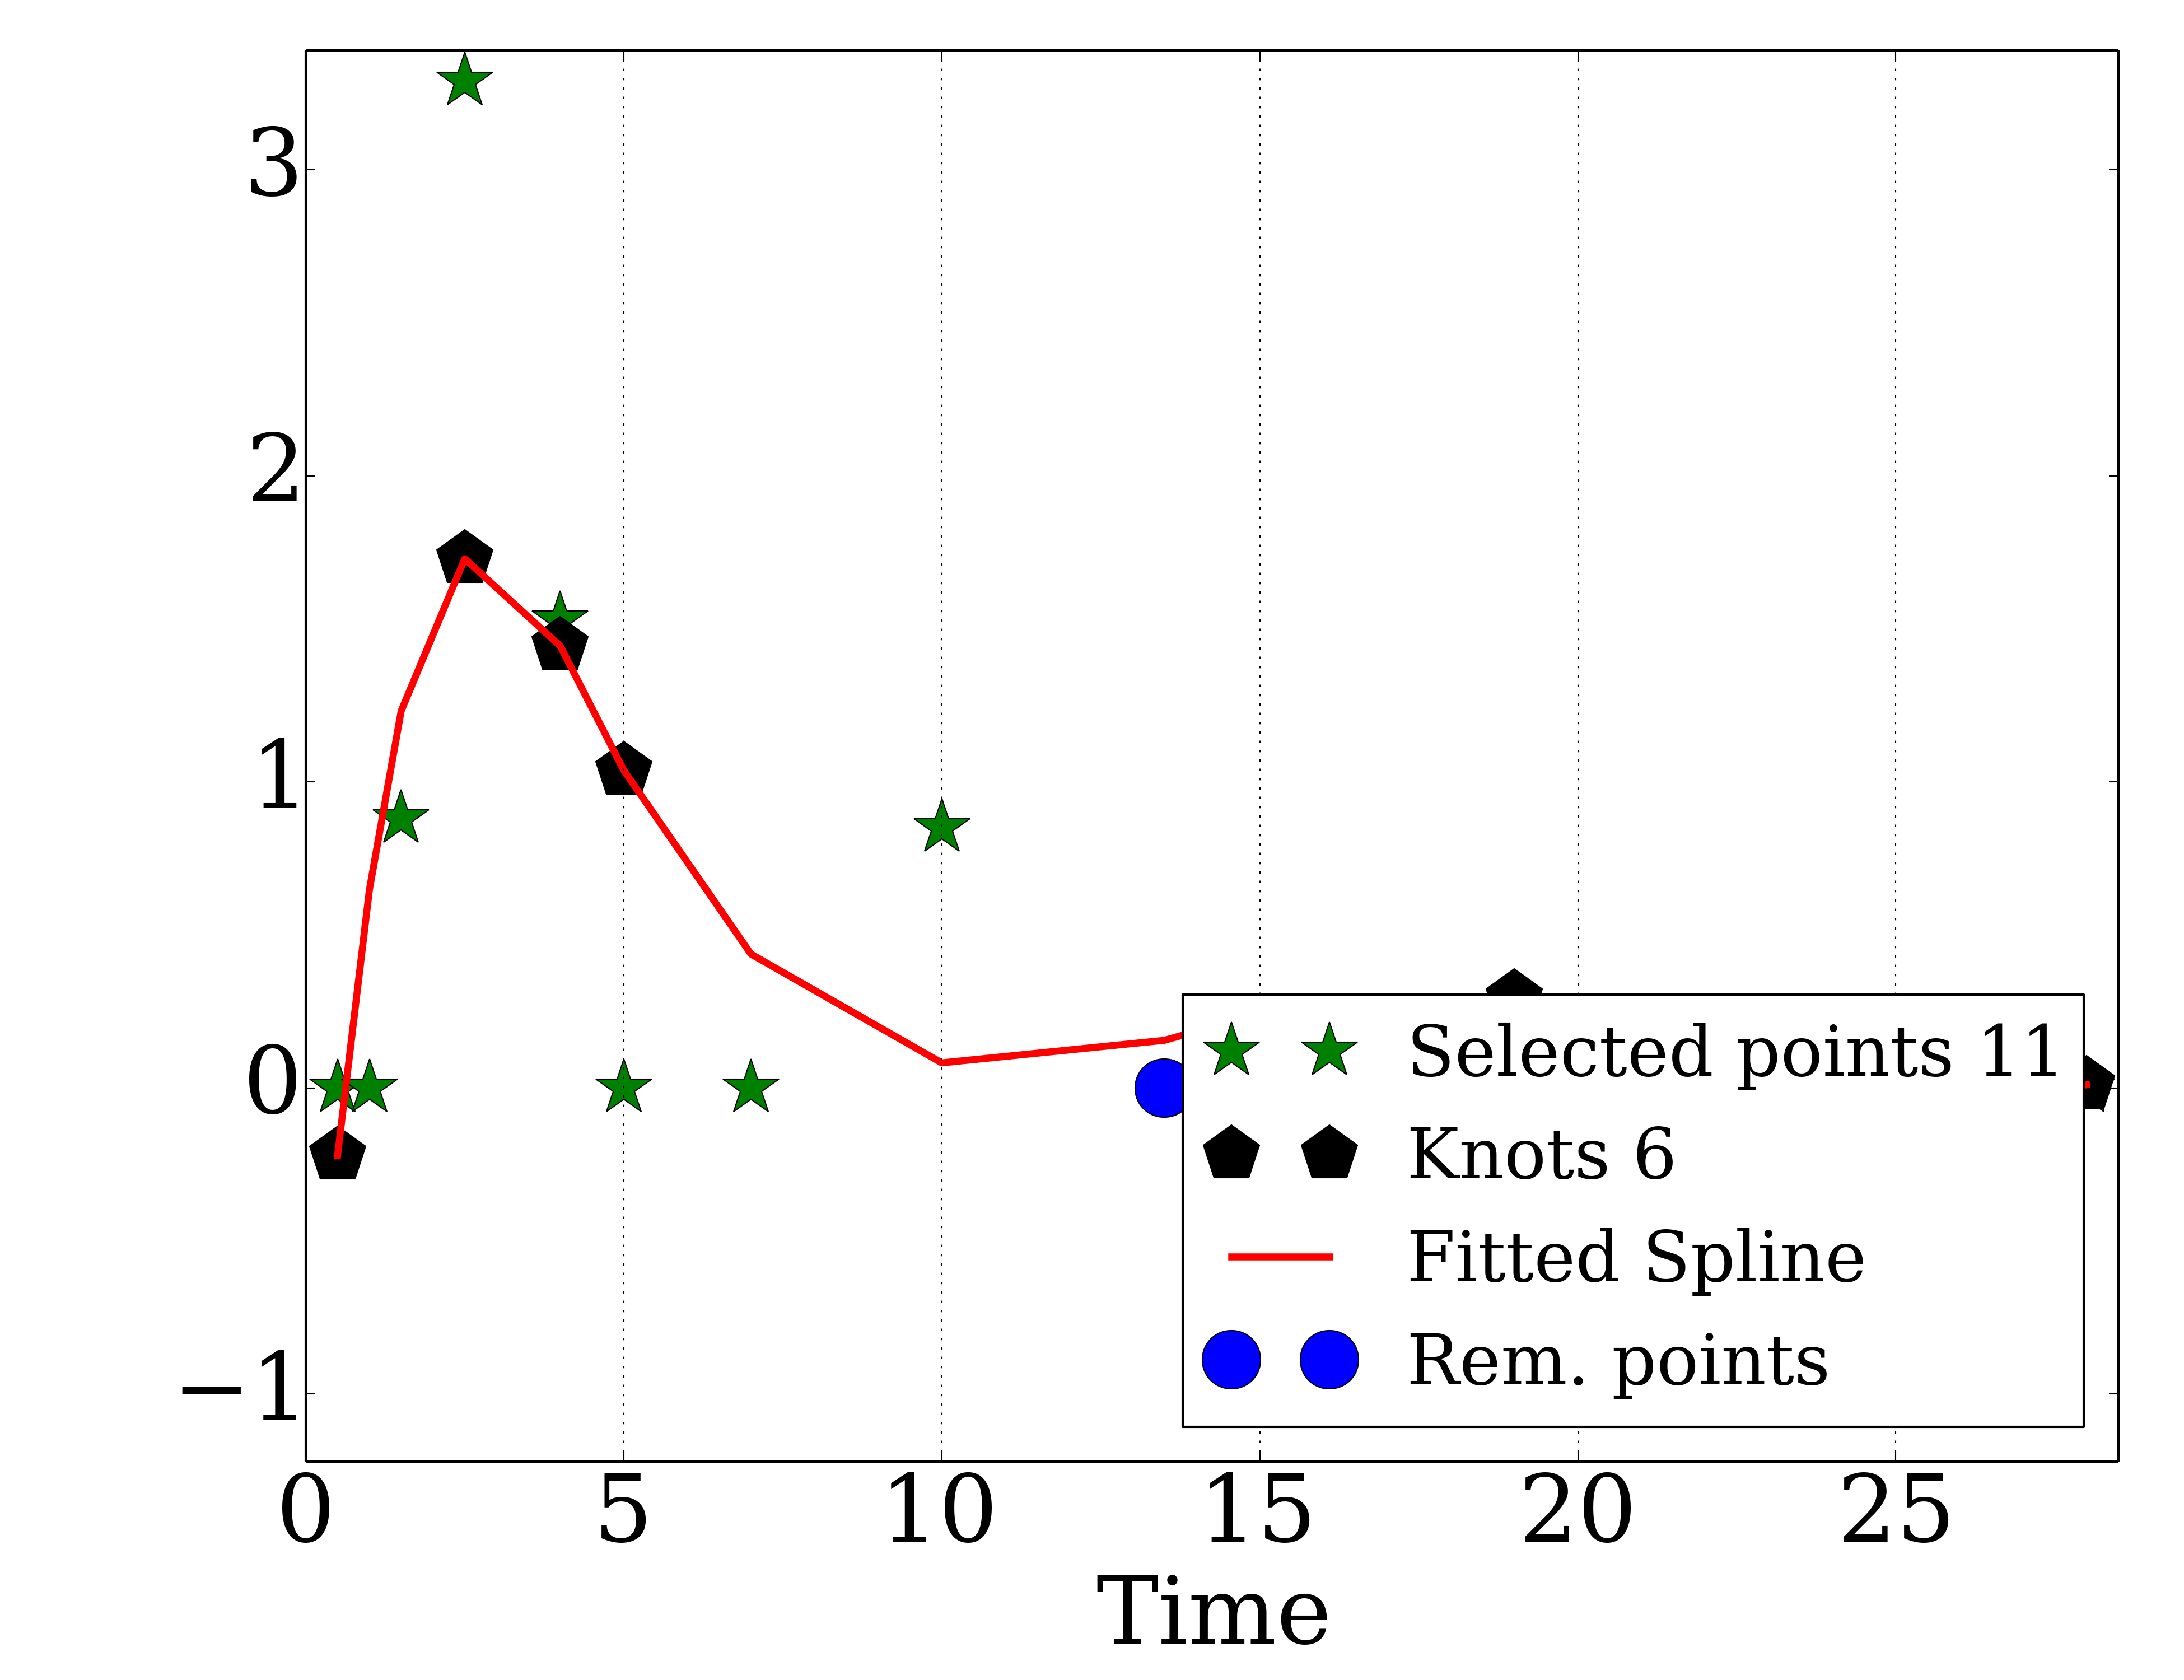 3
2
1
0
−1
Selected points 11
Knots 6
Fitted Spline
Rem. points
0 5 10 15 20 25
Time